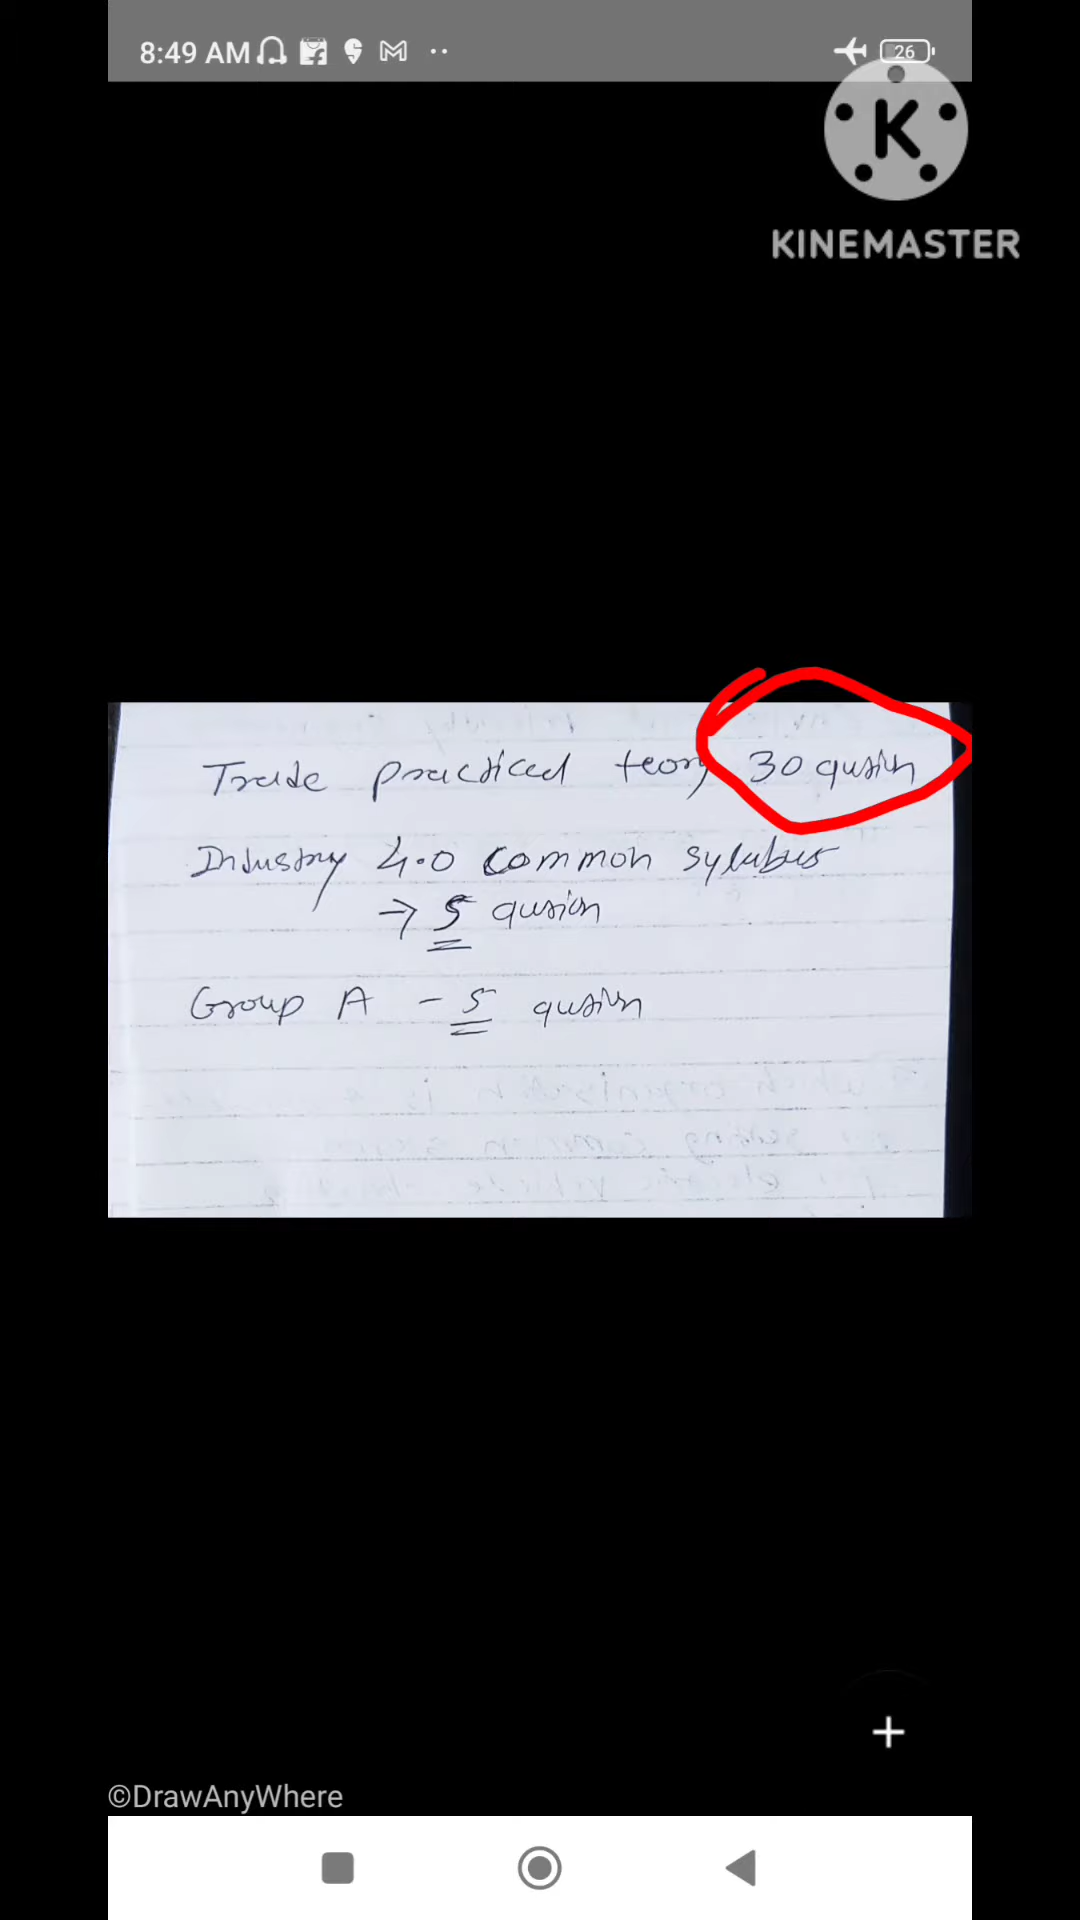 8:49 AM
26
K
KINEMASTER
Trade practiced teory 30 qusion
Industry 4.0 common sylabus
→ 5 qusion
Group A - 5 qusion
©DrawAnyWhere